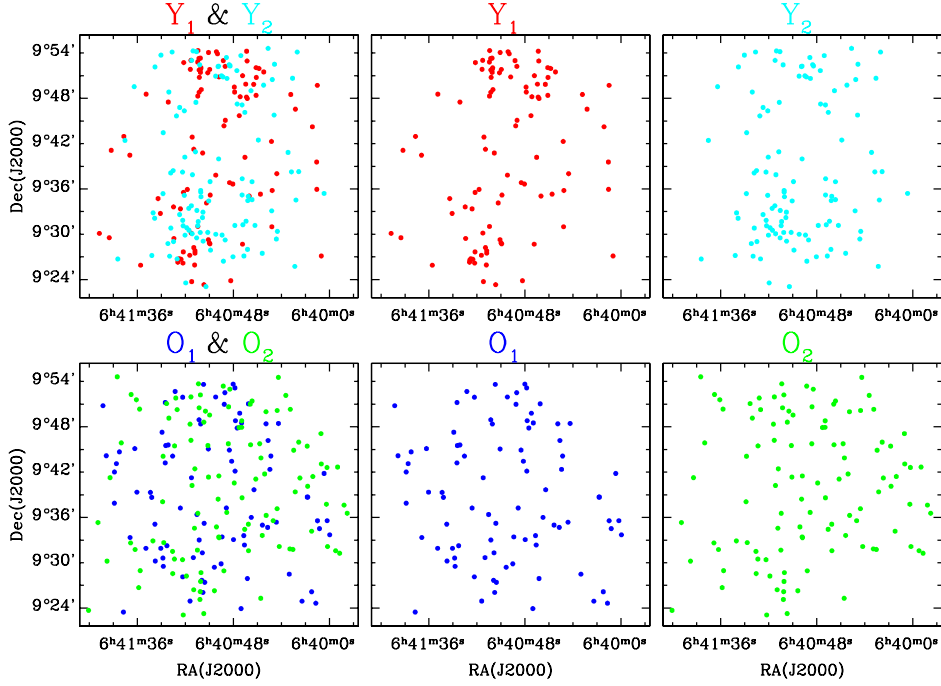 Y₁ & Y₂ Y₁ Y₂
9°54'
9°48'
9°42'
9°36'
9°30'
9°24'
Dec(J2000)
6ʰ41ᵐ36ˢ 6ʰ40ᵐ48ˢ 6ʰ40ᵐ0ˢ 6ʰ41ᵐ36ˢ 6ʰ40ᵐ48ˢ 6ʰ40ᵐ0ˢ 6ʰ41ᵐ36ˢ 6ʰ40ᵐ48ˢ 6ʰ40ᵐ0ˢ
O₁ & O₂ O₁ O₂
9°54'
9°48'
9°42'
9°36'
9°30'
9°24'
Dec(J2000)
6ʰ41ᵐ36ˢ 6ʰ40ᵐ48ˢ 6ʰ40ᵐ0ˢ 6ʰ41ᵐ36ˢ 6ʰ40ᵐ48ˢ 6ʰ40ᵐ0ˢ 6ʰ41ᵐ36ˢ 6ʰ40ᵐ48ˢ 6ʰ40ᵐ0ˢ
RA(J2000) RA(J2000) RA(J2000)